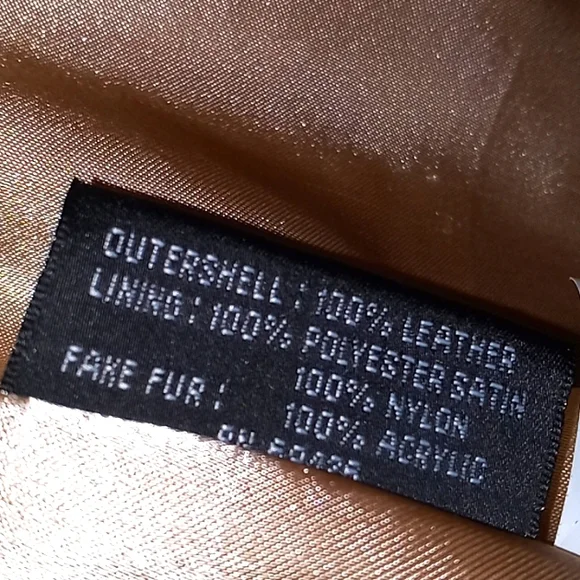 OUTERSHELL : 100% LEATHER
LINING : 100% POLYESTER SATIN
100% NYLON
FAKE FUR : 100% ACRYLIC